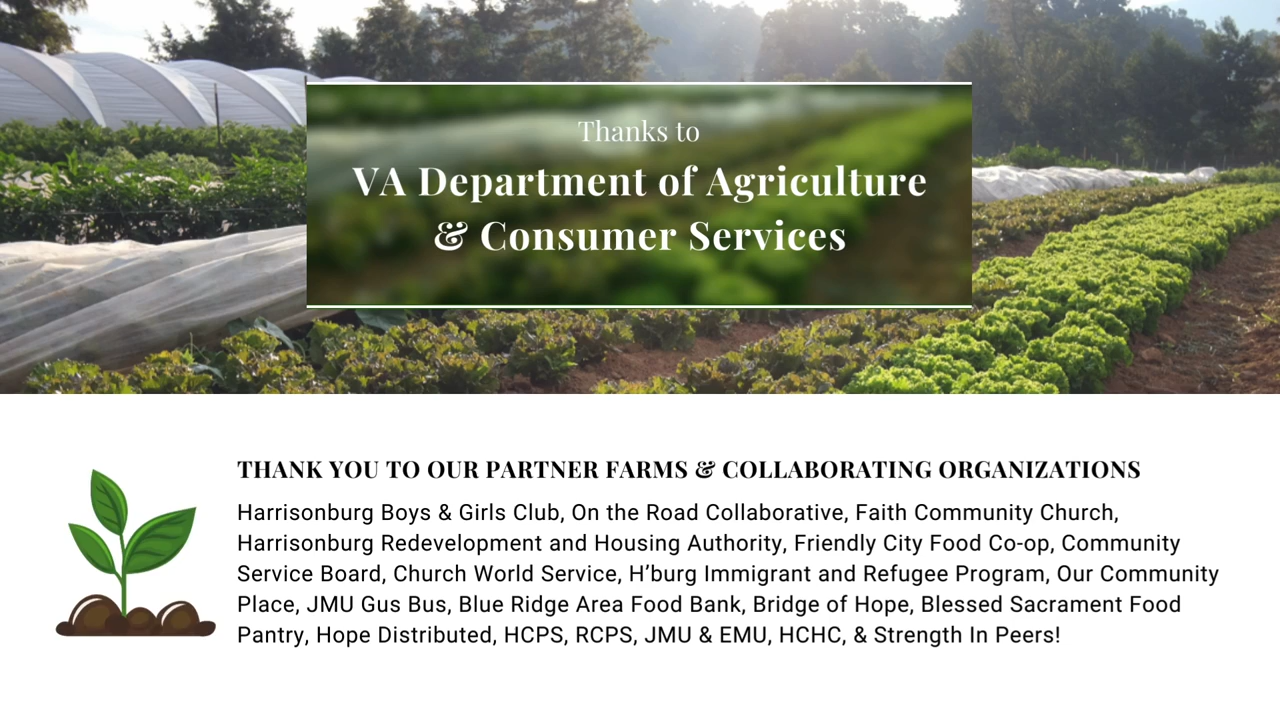 Thanks to
VA Department of Agriculture
& Consumer Services
THANK YOU TO OUR PARTNER FARMS & COLLABORATING ORGANIZATIONS
Harrisonburg Boys & Girls Club, On the Road Collaborative, Faith Community Church,
Harrisonburg Redevelopment and Housing Authority, Friendly City Food Co-op, Community
Service Board, Church World Service, H’burg Immigrant and Refugee Program, Our Community
Place, JMU Gus Bus, Blue Ridge Area Food Bank, Bridge of Hope, Blessed Sacrament Food
Pantry, Hope Distributed, HCPS, RCPS, JMU & EMU, HCHC, & Strength In Peers!